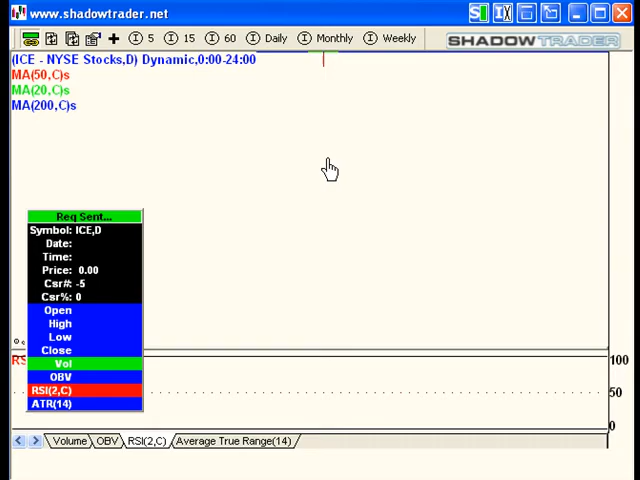 www.shadowtrader.net
5 15 60 Daily Monthly Weekly SHADOWTRADER
(ICE - NYSE Stocks,D) Dynamic,0:00-24:00
MA(50,C)s
MA(20,C)s
MA(200,C)s
Req Sent...
Symbol: ICE,D
Date:
Time:
Price: 0.00
Csr#: -5
Csr%: 0
Open
High
Low
Close
Vol
OBV
RSI(2,C)
ATR(14)
100
50
0
Volume OBV RSI(2,C) Average True Range(14)